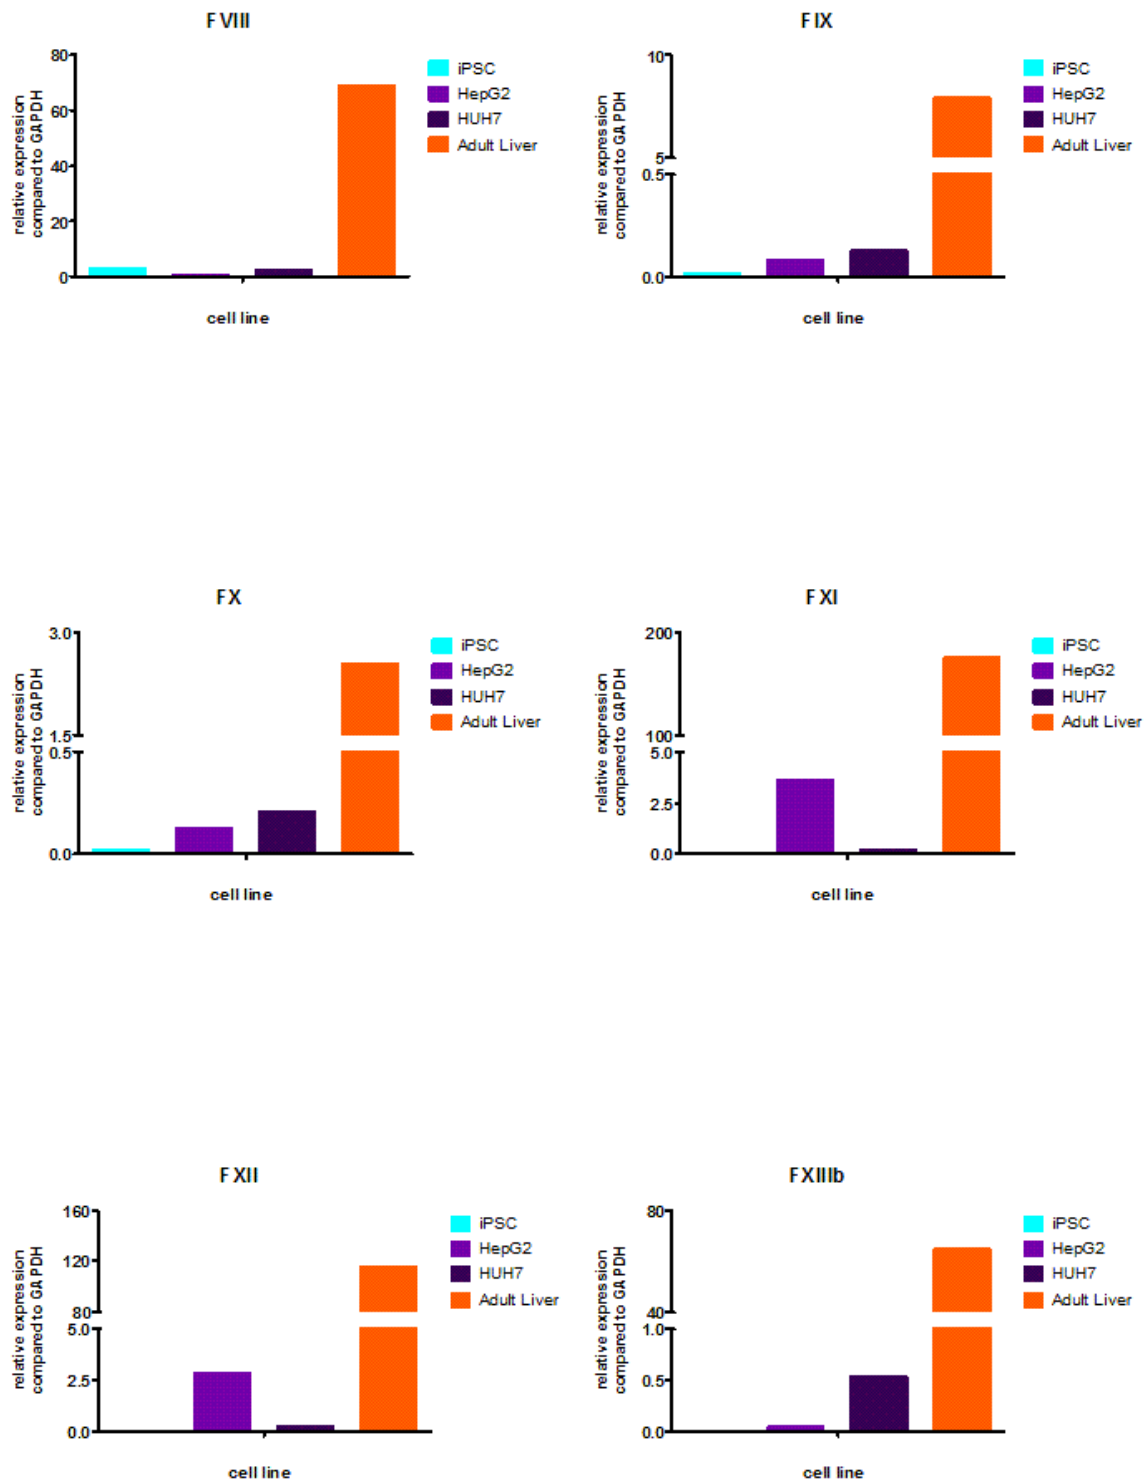 FVIII
relative expression
compared to GAPDH
80
60
40
20
0
cell line
iPSC
HepG2
HUH7
Adult Liver
FIX
relative expression
compared to GAPDH
10
5
0.5
0.0
cell line
iPSC
HepG2
HUH7
Adult Liver
FX
relative expression
compared to GAPDH
3.0
1.5
0.5
0.0
cell line
iPSC
HepG2
HUH7
Adult Liver
FXI
relative expression
compared to GAPDH
200
100
5.0
2.5
0.0
cell line
iPSC
HepG2
HUH7
Adult Liver
FXII
relative expression
compared to GAPDH
160
120
80
5.0
2.5
0.0
cell line
iPSC
HepG2
HUH7
Adult Liver
FXIIIb
relative expression
compared to GAPDH
80
40
1.0
0.5
0.0
cell line
iPSC
HepG2
HUH7
Adult Liver